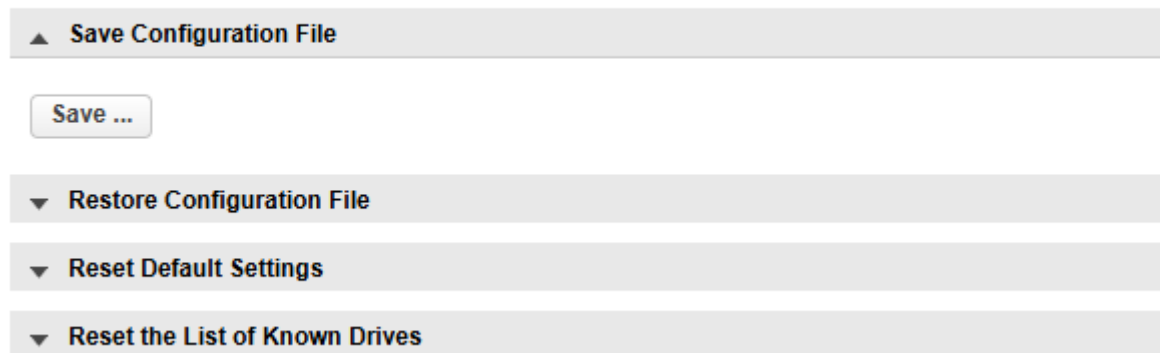 Save Configuration File
Save ...
Restore Configuration File
Reset Default Settings
Reset the List of Known Drives